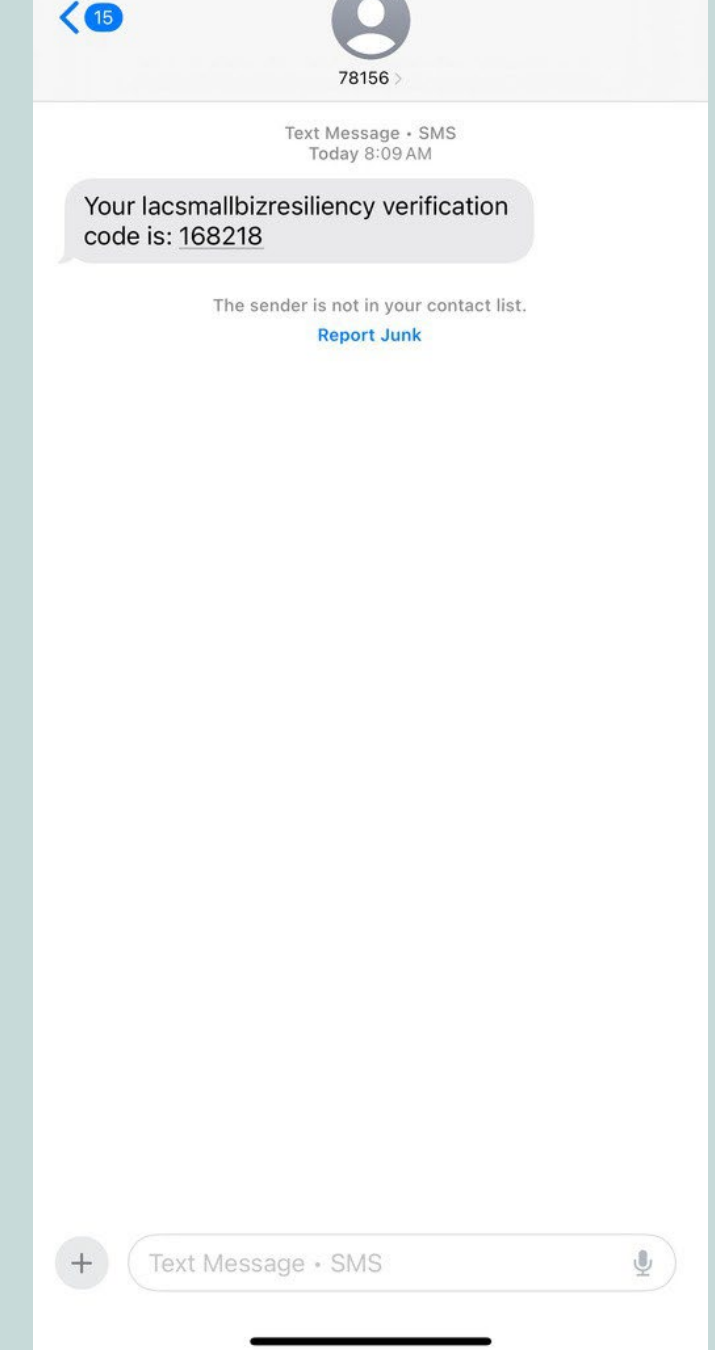 15
78156
Text Message • SMS
Today 8:09 AM
Your lacsmallbizresiliency verification
code is: 168218
The sender is not in your contact list.
Report Junk
Text Message • SMS